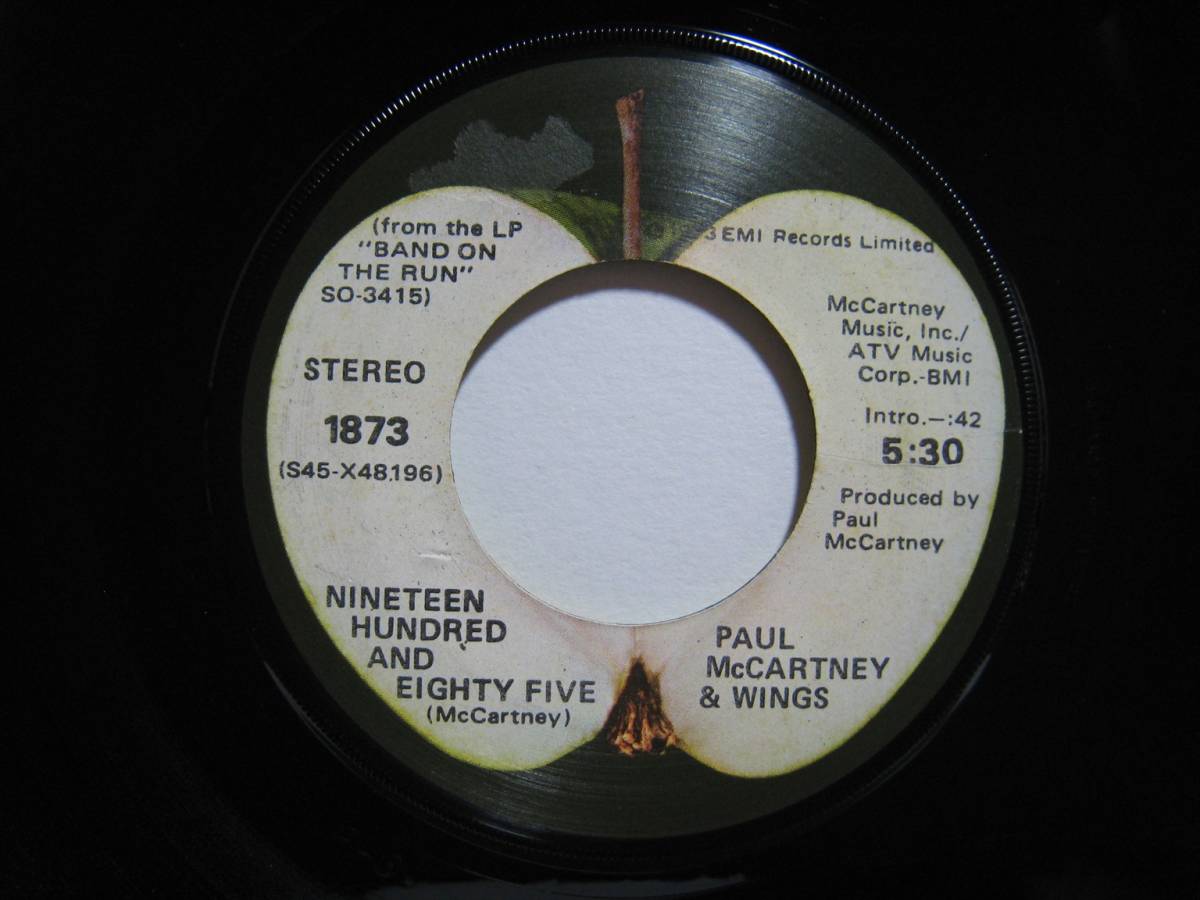 (from the LP
"BAND ON
THE RUN"
SO-3415)
STEREO
1873
(S45-X48196)
NINETEEN
HUNDRED
AND
EIGHTY FIVE
(McCartney)
EMI Records Limited
McCartney
Music, Inc./
ATV Music
Corp.-BMI
Intro.—:42
5:30
Produced by
Paul
McCartney
PAUL
McCARTNEY
& WINGS